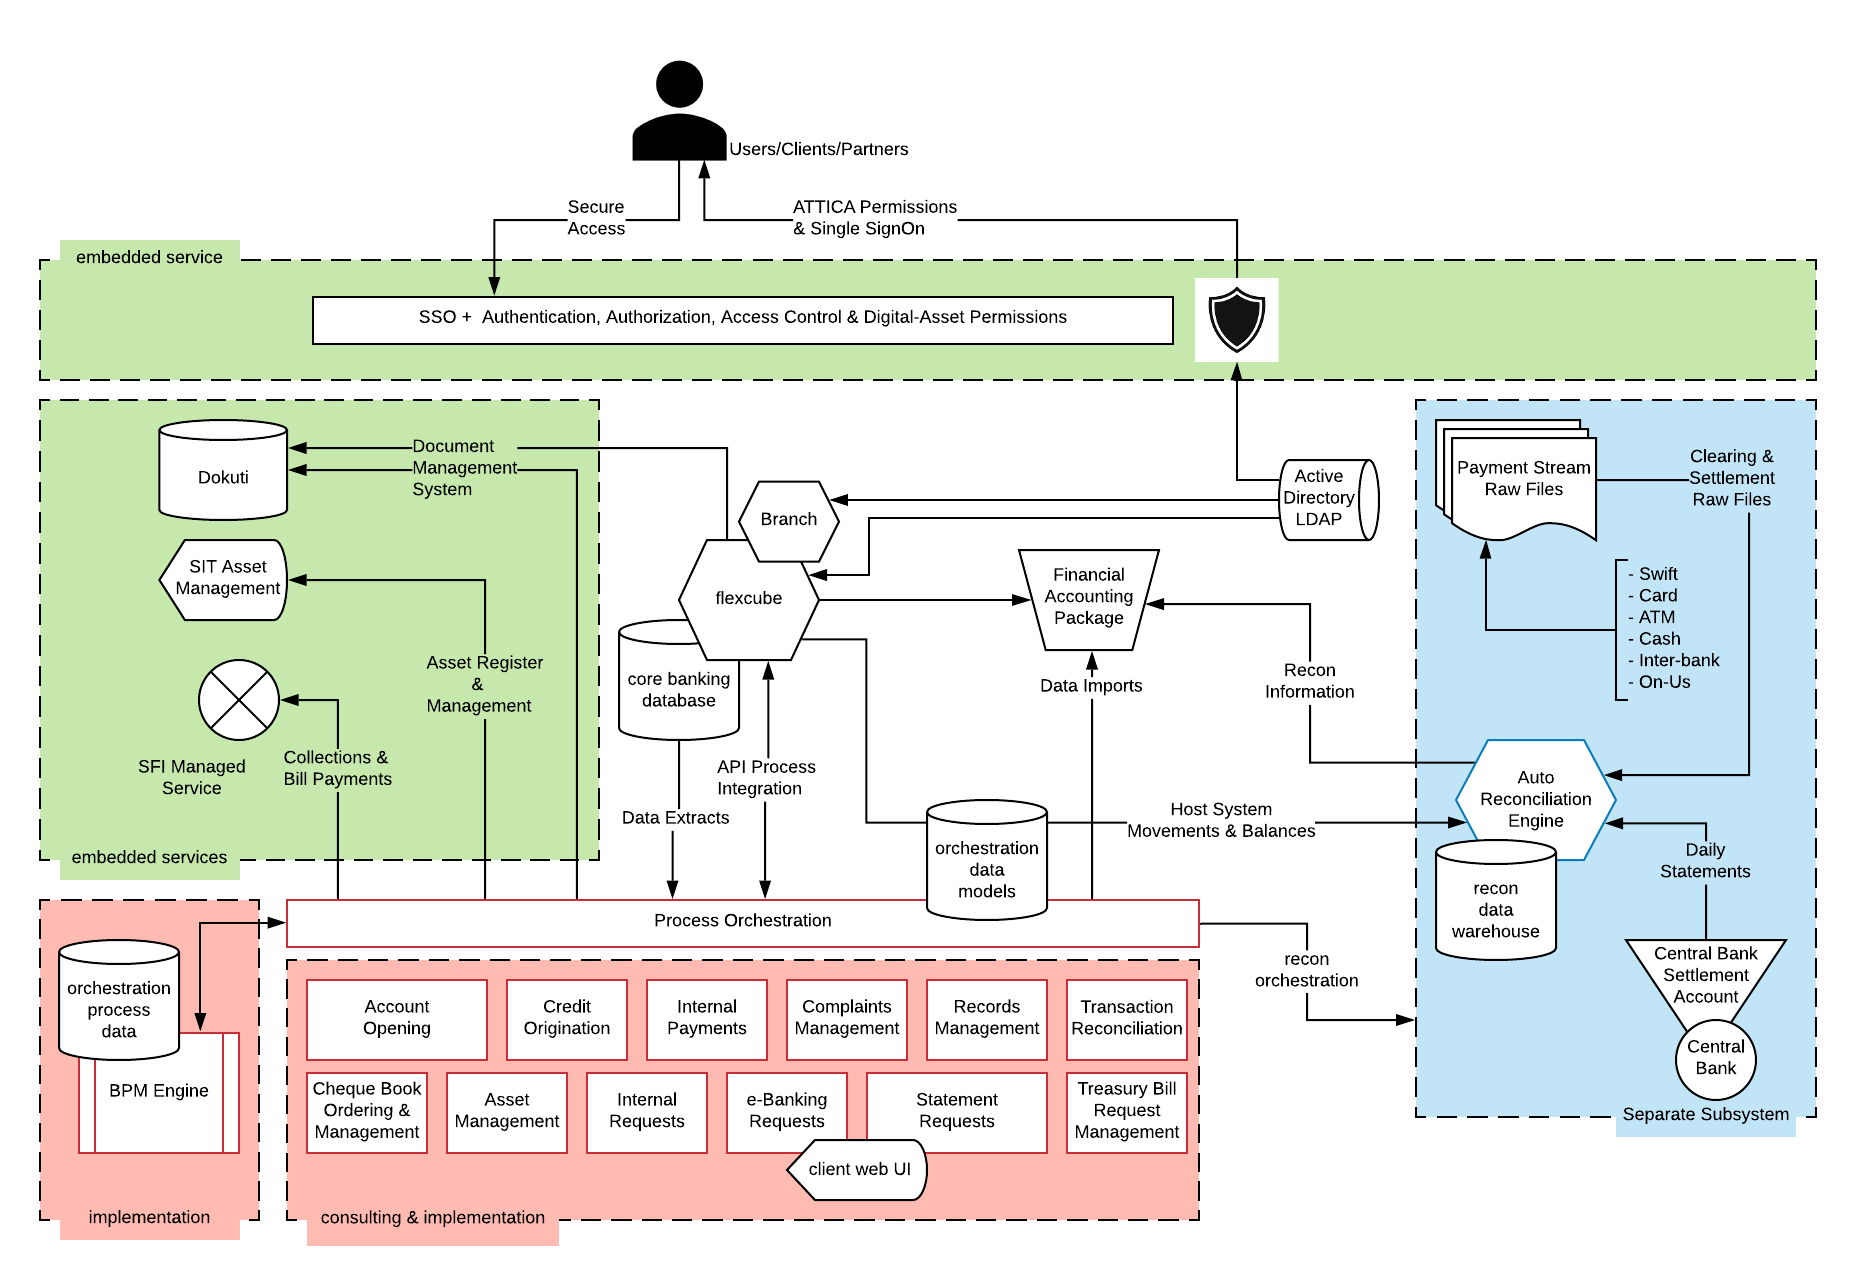 Users/Clients/Partners
Secure
Access
ATTICA Permissions
& Single SignOn
embedded service
SSO +  Authentication, Authorization, Access Control & Digital-Asset Permissions
Dokuti
Document
Management
System
SIT Asset
Management
Asset Register
&
Management
SFI Managed
Service
Collections &
Bill Payments
embedded services
Branch
flexcube
core banking
database
Data Extracts
API Process
Integration
Active
Directory
LDAP
Financial
Accounting
Package
Data Imports
Recon
Information
orchestration
data
models
Host System
Movements & Balances
Payment Stream
Raw Files
Clearing &
Settlement
Raw Files
- Swift
- Card
- ATM
- Cash
- Inter-bank
- On-Us
Auto
Reconciliation
Engine
recon
data
warehouse
Daily
Statements
Central Bank
Settlement
Account
Central
Bank
Separate Subsystem
recon
orchestration
Process Orchestration
orchestration
process
data
BPM Engine
implementation
Account
Opening
Credit
Origination
Internal
Payments
Complaints
Management
Records
Management
Transaction
Reconciliation
Cheque Book
Ordering &
Management
Asset
Management
Internal
Requests
e-Banking
Requests
Statement
Requests
Treasury Bill
Request
Management
client web UI
consulting & implementation